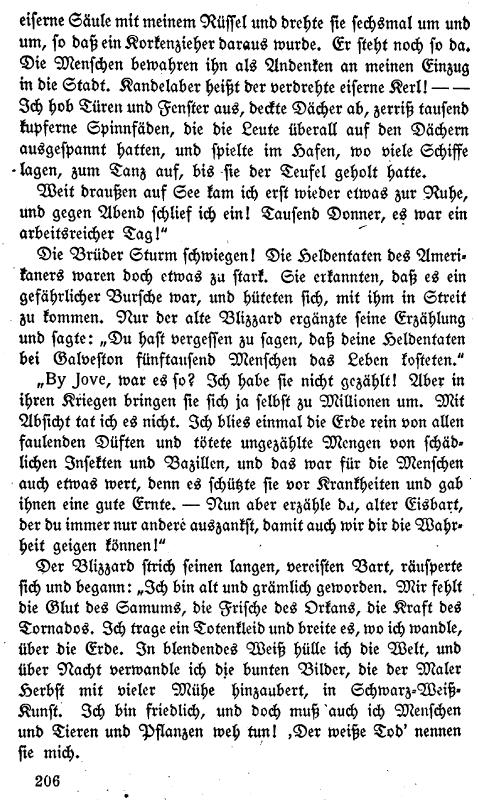 eiserne Säule mit meinem Rüssel und drehte sie sechsmal um und
um, so daß ein Korkenzieher daraus wurde. Er steht noch so da.
Die Menschen bewahren ihn als Andenken an meinen Einzug
in die Stadt. Kandelaber heißt der verdrehte eiserne Kerl! — —
Ich hob Türen und Fenster aus, deckte Dächer ab, zerriß tausend
kupferne Spinnfäden, die die Leute überall auf den Dächern
ausgespannt hatten, und spielte im Hafen, wo viele Schiffe
lagen, zum Tanz auf, bis sie der Teufel geholt hatte.
Weit draußen auf See kam ich erst wieder etwas zur Ruhe,
und gegen Abend schlief ich ein! Tausend Donner, es war ein
arbeitsreicher Tag!“
Die Brüder Sturm schwiegen! Die Heldentaten des Ameri-
kaners waren doch etwas zu stark. Sie erkannten, daß es ein
gefährlicher Bursche war, und hüteten sich, mit ihm in Streit
zu kommen. Nur der alte Blizzard ergänzte seine Erzählung
und sagte: „Du hast vergessen zu sagen, daß deine Heldentaten
bei Galveston fünftausend Menschen das Leben kosteten.“
„By Jove, war es so? Ich habe sie nicht gezählt! Aber in
ihren Kriegen bringen sie sich ja selbst zu Millionen um. Mit
Absicht tat ich es nicht. Ich blies einmal die Erde rein von allen
faulenden Düften und tötete ungezählte Mengen von schäd-
lichen Insekten und Bazillen, und das war für die Menschen
auch etwas wert, denn es schützte sie vor Krankheiten und gab
ihnen eine gute Ernte. — Nun aber erzähle du, alter Eisbart,
der du immer nur andere auszankst, damit auch wir dir die Wahr-
heit geigen können!“
Der Blizzard strich seinen langen, vereisten Bart, räusperte
sich und begann: „Ich bin alt und grämlich geworden. Mir fehlt
die Glut des Samums, die Frische des Orkans, die Kraft des
Tornados. Ich trage ein Totenkleid und breite es, wo ich wandle,
über die Erde. In blendendes Weiß hülle ich die Welt, und
über Nacht verwandle ich die bunten Bilder, die der Maler
Herbst mit vieler Mühe hinzaubert, in Schwarz-Weiß-
Kunst. Ich bin friedlich, und doch muß auch ich Menschen
und Tieren und Pflanzen weh tun! ‚Der weiße Tod‘ nennen
sie mich.
206